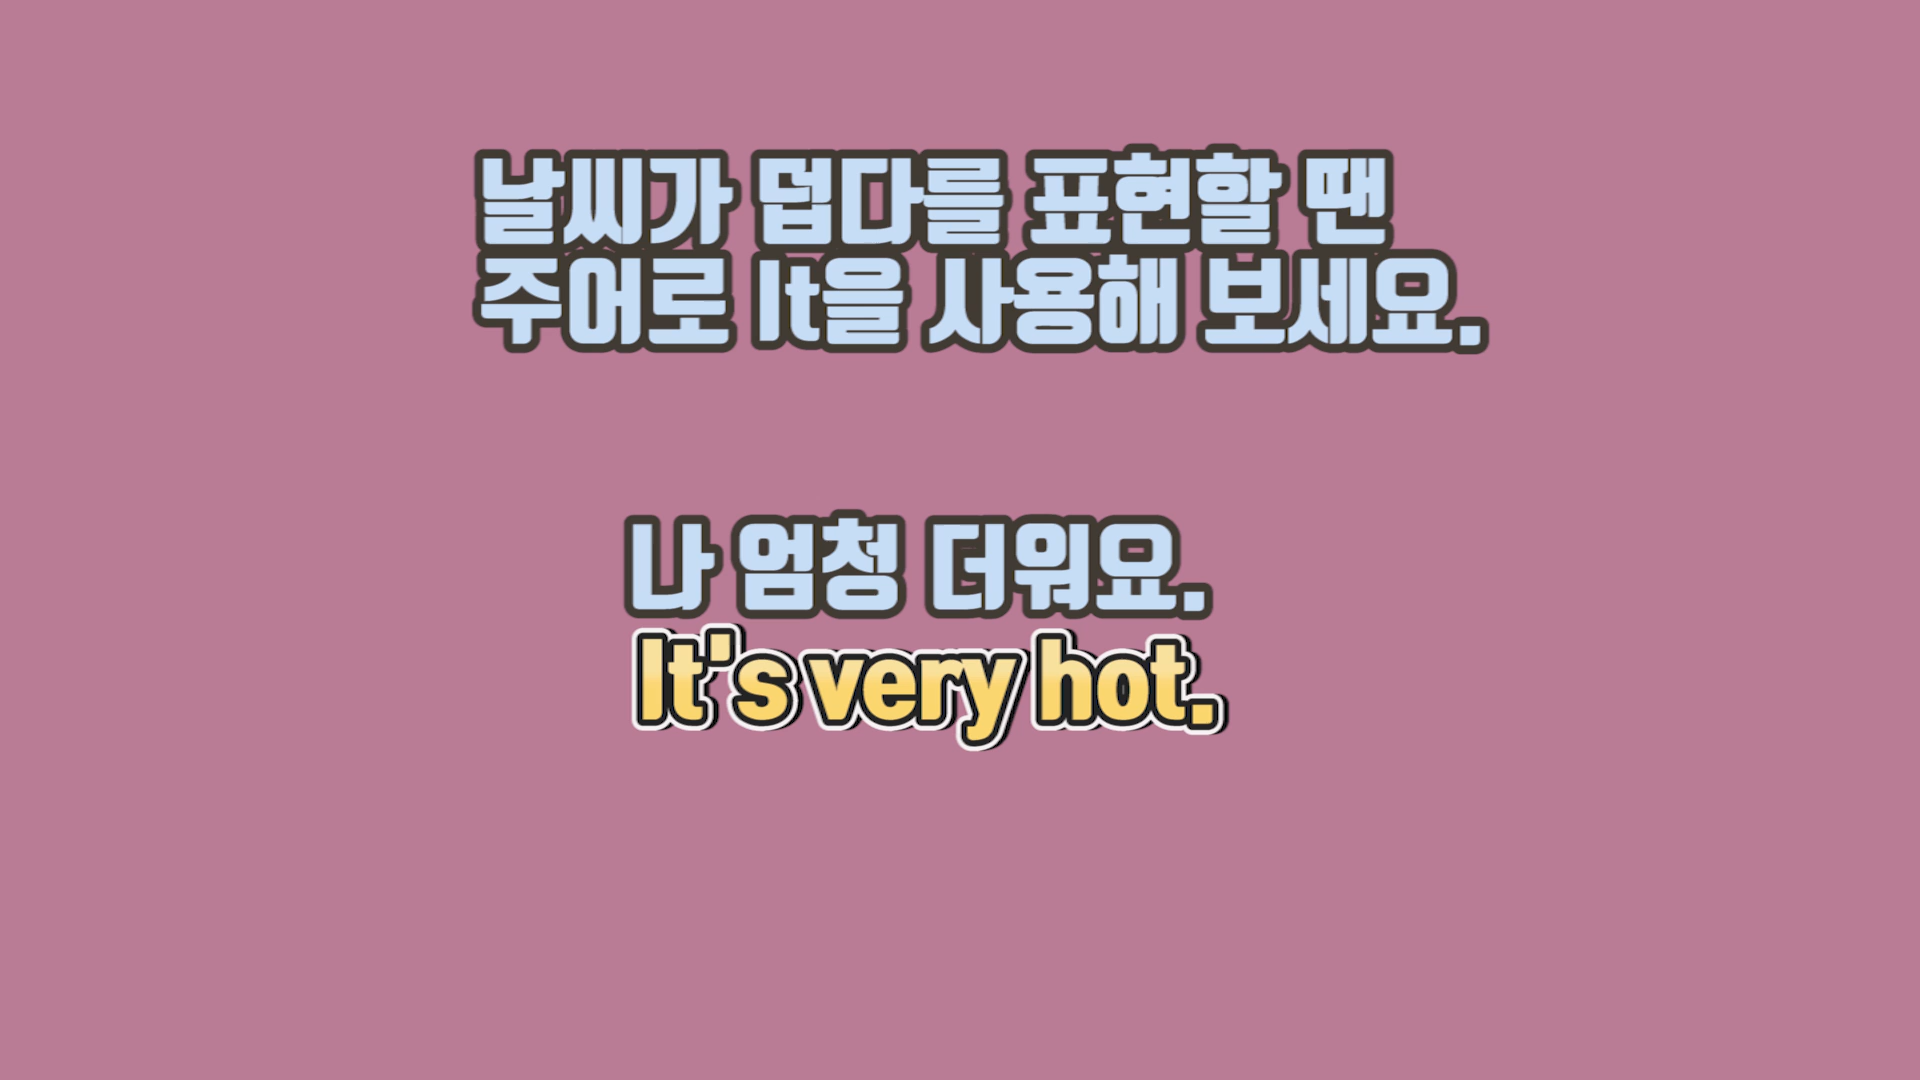 날씨가 덥다를 표현할 땐
주어로 It을 사용해 보세요.
나 엄청 더워요.
It's very hot.